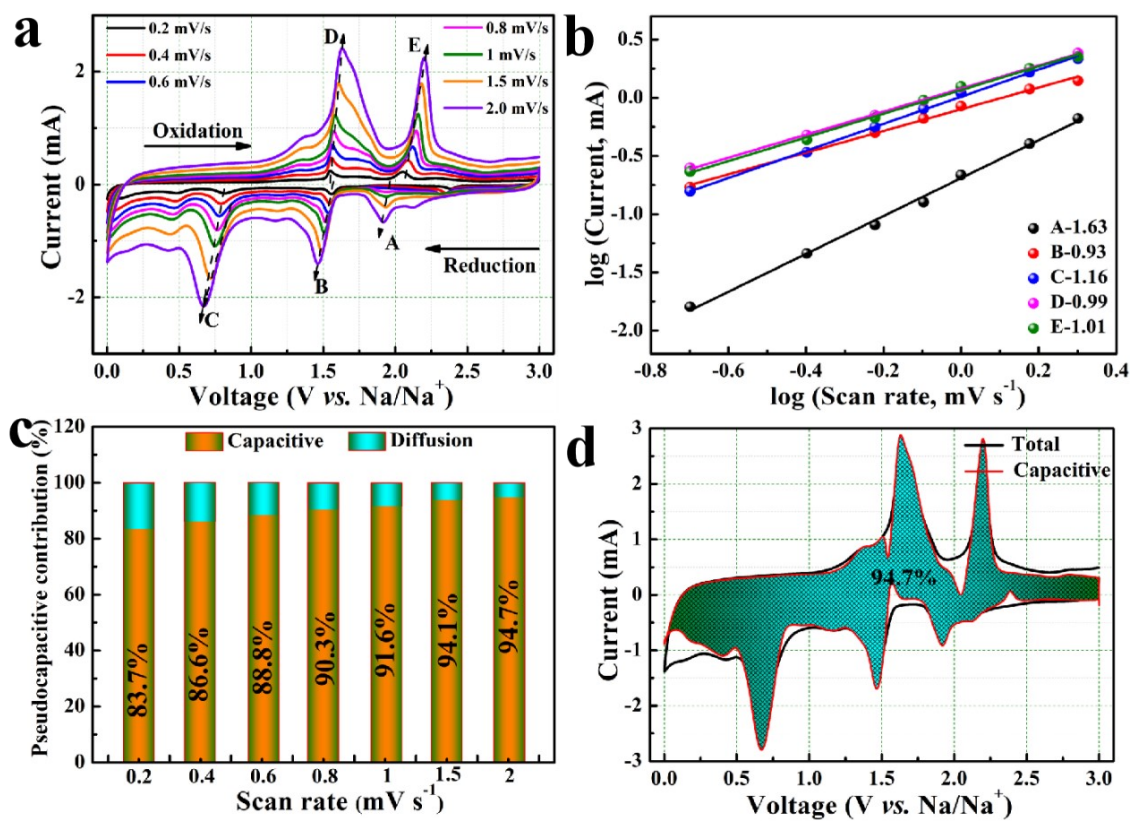 a
0.2 mV/s
0.4 mV/s
0.6 mV/s
0.8 mV/s
1 mV/s
1.5 mV/s
2.0 mV/s
D
E
Oxidation
A
B
C
Reduction
2
0
-2
Current (mA)
0.0 0.5 1.0 1.5 2.0 2.5 3.0
Voltage (V vs. Na/Na⁺)
b
0.5
0.0
-0.5
-1.0
-1.5
-2.0
log (Current, mA)
A-1.63
B-0.93
C-1.16
D-0.99
E-1.01
-0.8 -0.6 -0.4 -0.2 0.0 0.2 0.4
log (Scan rate, mV s⁻¹)
c
Capacitive
Diffusion
120
100
80
60
40
20
0
Pseudocapacitive contribution (%)
83.7%
86.6%
88.8%
90.3%
91.6%
94.1%
94.7%
0.2 0.4 0.6 0.8 1 1.5 2
Scan rate (mV s⁻¹)
d
Total
Capacitive
3
2
1
0
-1
-2
-3
Current (mA)
94.7%
0.0 0.5 1.0 1.5 2.0 2.5 3.0
Voltage (V vs. Na/Na⁺)